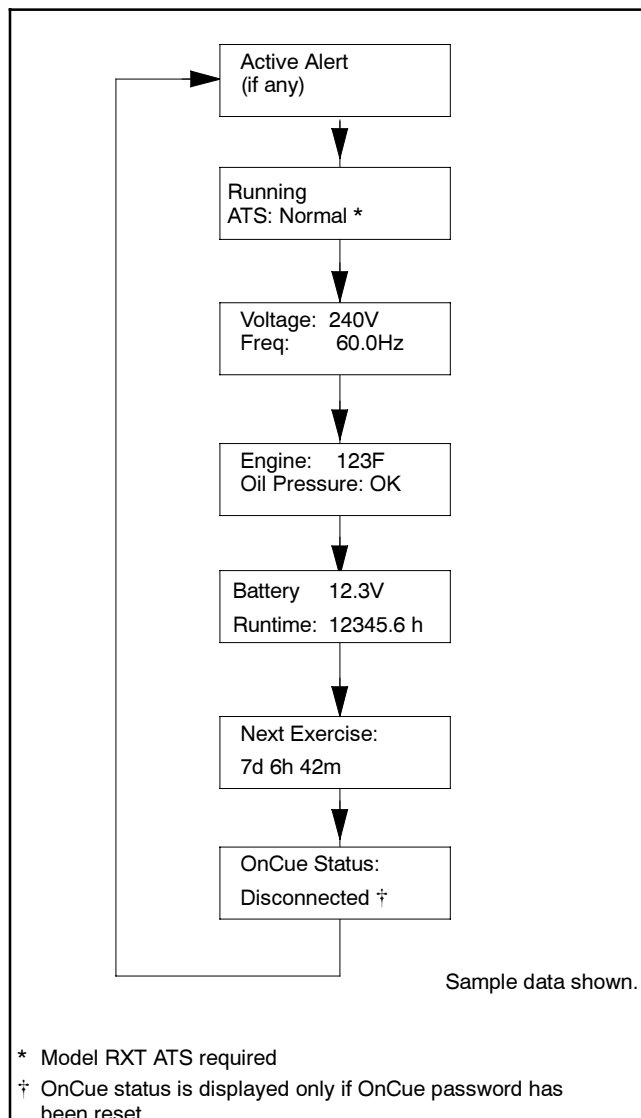 Active Alert
(if any)
Running
ATS: Normal *
Voltage: 240V
Freq: 60.0Hz
Engine: 123F
Oil Pressure: OK
Battery 12.3V
Runtime: 12345.6 h
Next Exercise:
7d 6h 42m
OnCue Status:
Disconnected †
Sample data shown.
* Model RXT ATS required
† OnCue status is displayed only if OnCue password has
been reset